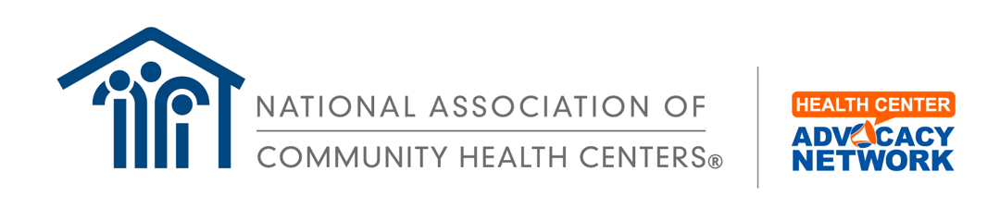 NATIONAL ASSOCIATION OF
COMMUNITY HEALTH CENTERS®
HEALTH CENTER
ADVOCACY
NETWORK